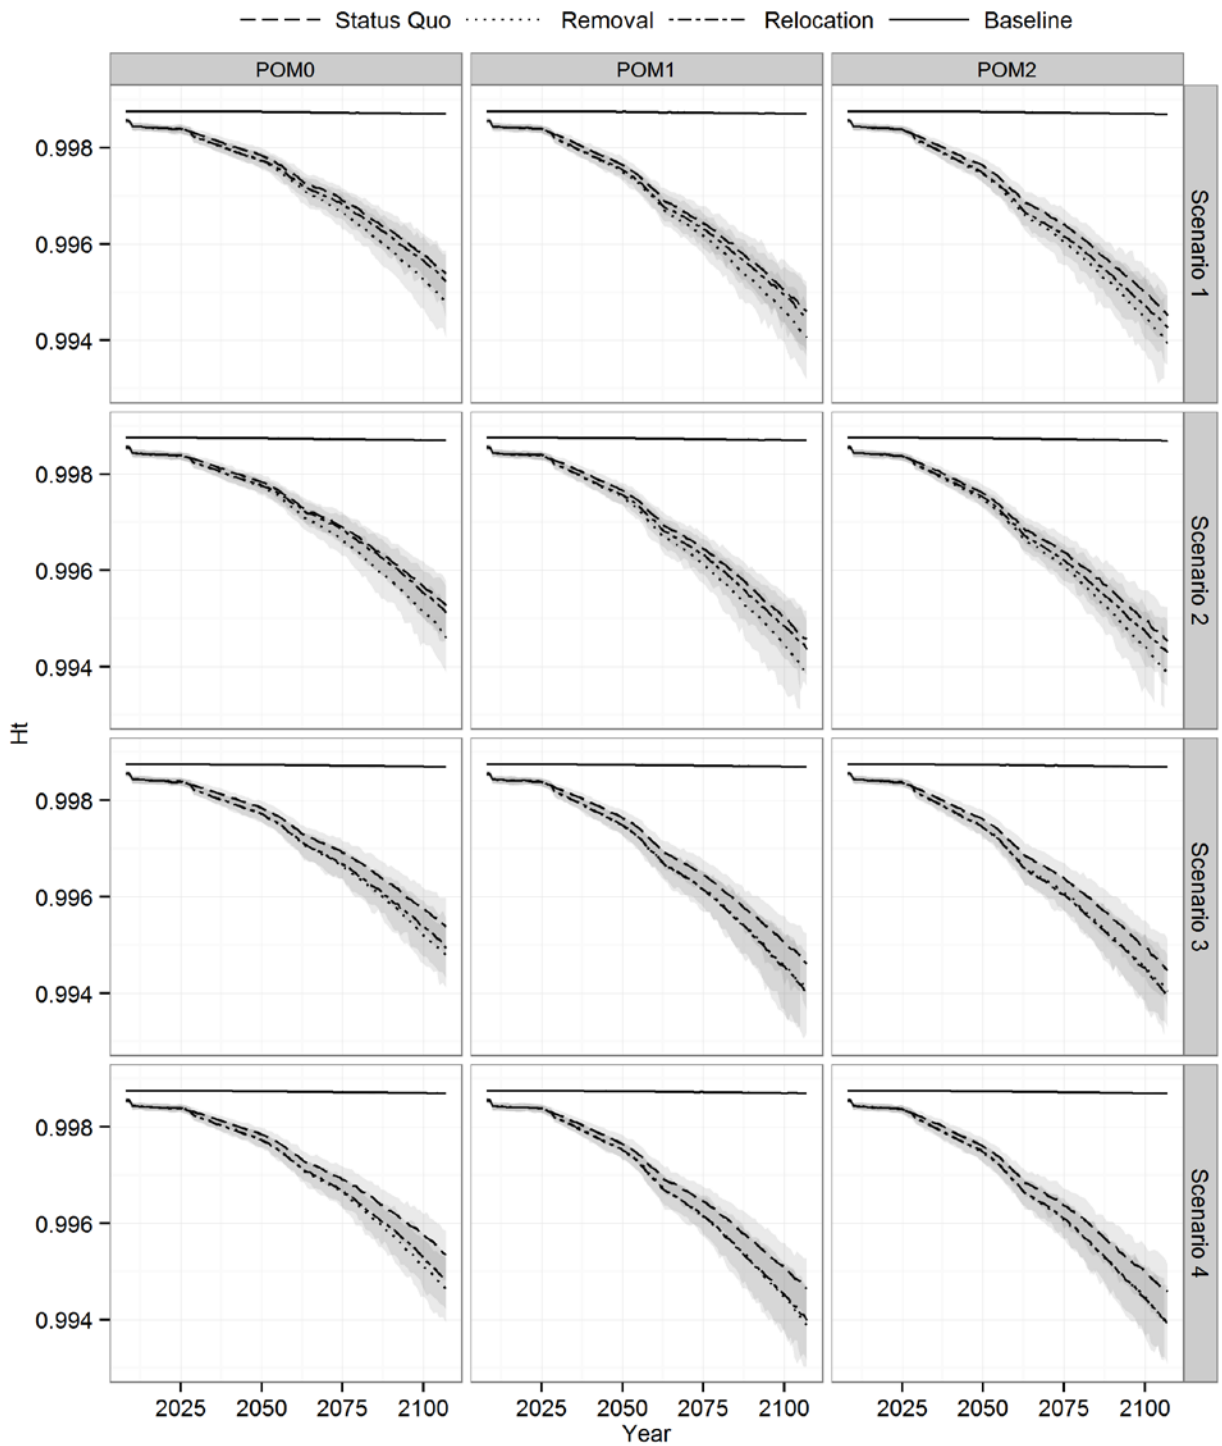 Status Quo Removal Relocation Baseline
POM0 POM1 POM2
0.998
0.996
0.994
Scenario 1
0.998
0.996
0.994
Scenario 2
Ht
0.998
0.996
0.994
Scenario 3
0.998
0.996
0.994
Scenario 4
2025 2050 2075 2100 2025 2050 2075 2100 2025 2050 2075 2100
Year